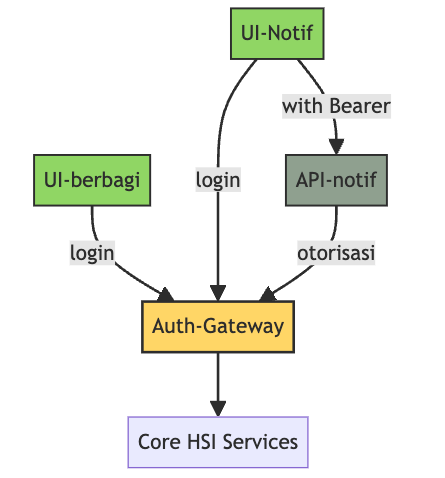 UI-Notif
with Bearer
UI-berbagi
login
API-notif
login
otorisasi
Auth-Gateway
Core HSI Services